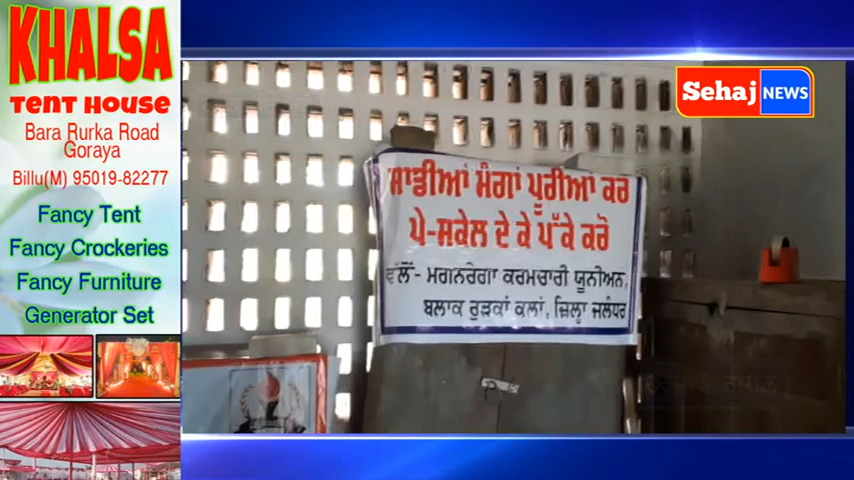 KHALSA
TENT HOUSE
Bara Rurka Road
Goraya
Billu(M) 95019-82277
Fancy Tent
Fancy Crockeries
Fancy Furniture
Generator Set
Sehaj NEWS
ਸਾਡੀਆਂ ਮੰਗਾਂ ਪੂਰੀਆ ਕਰੋ
ਪੇ-ਸਕੇਲ ਦੇ ਕੇ ਪੱਕੇ ਕਰੋ
ਵੱਲੋਂ- ਮਗਨਰੇਗਾ ਕਰਮਚਾਰੀ ਯੂਨੀਅਨ,
ਬਲਾਕ ਰੁੜਕਾਂ ਕਲਾਂ, ਜ਼ਿਲ੍ਹਾ ਜਲੰਧਰ